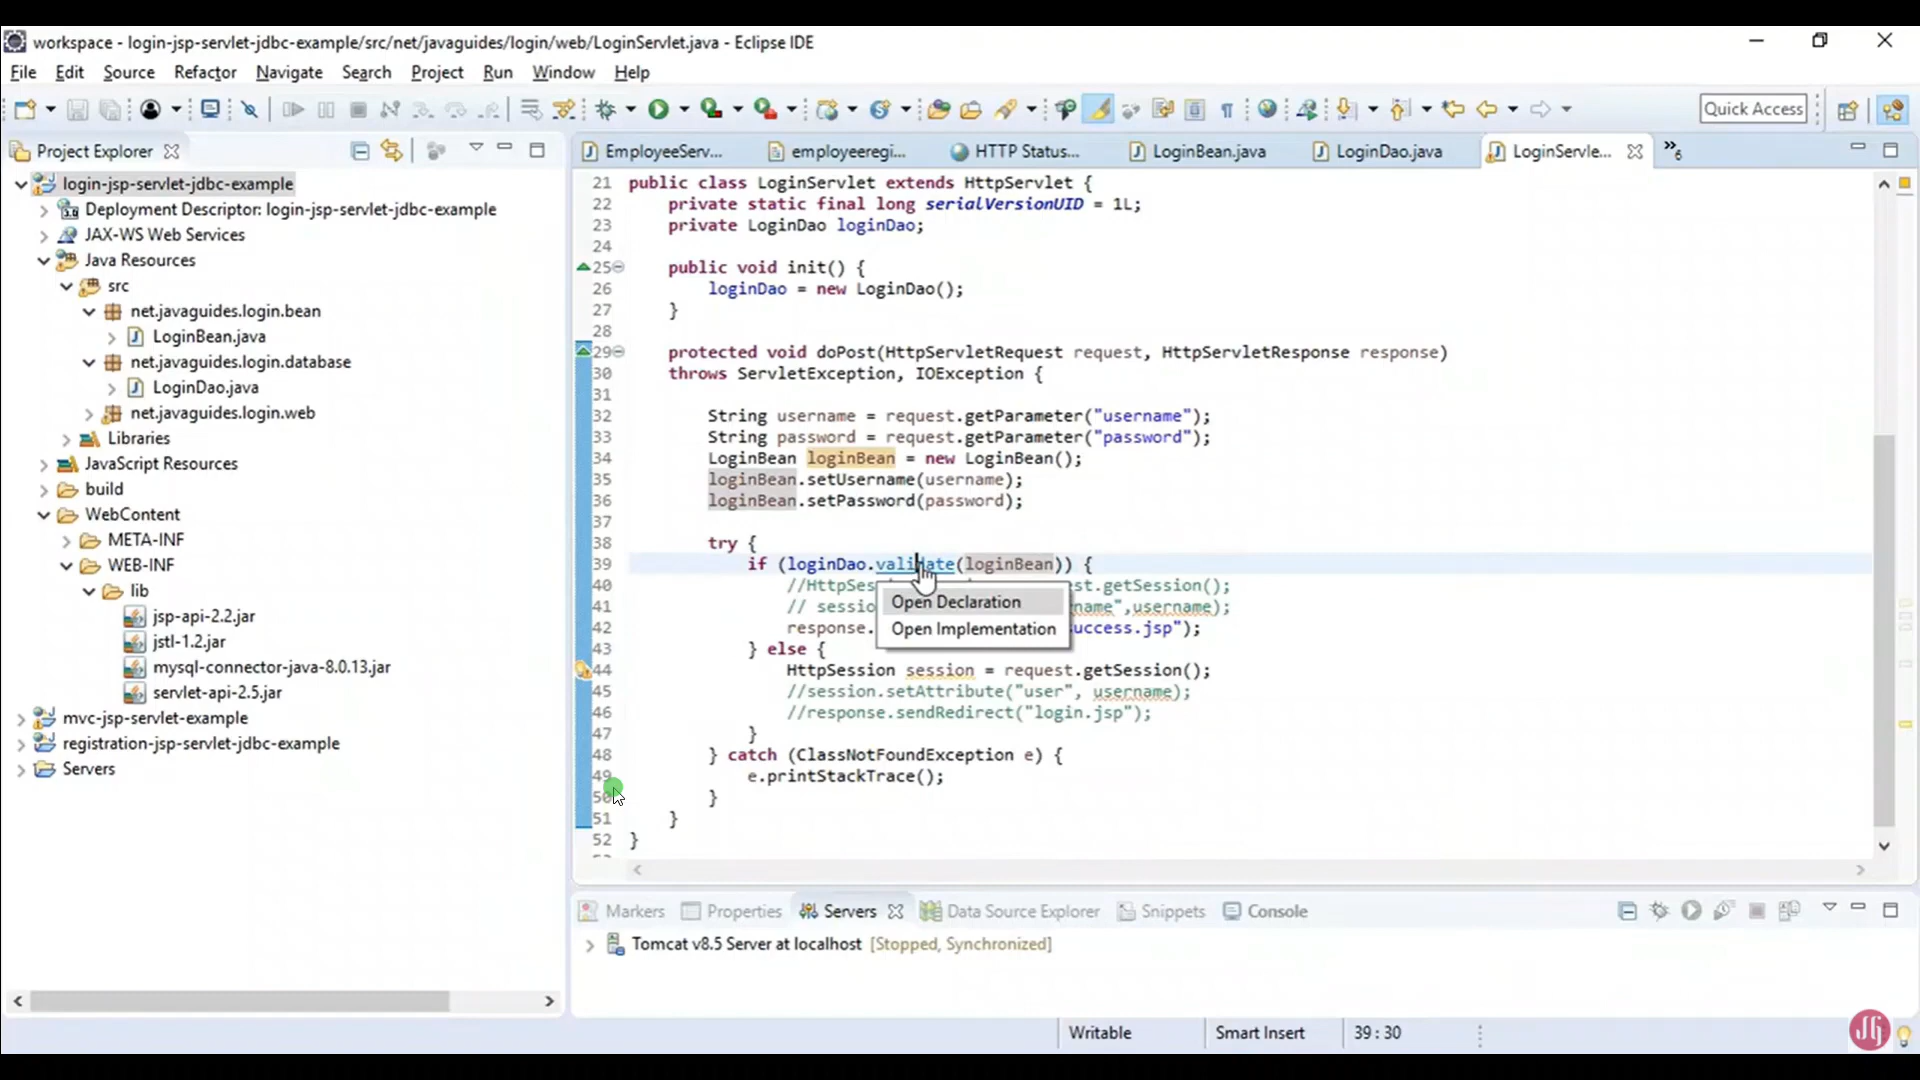 workspace - login-jsp-servlet-jdbc-example/src/net/javaguides/login/web/LoginServlet.java - Eclipse IDE
File Edit Source Refactor Navigate Search Project Run Window Help
Quick Access
Project Explorer
login-jsp-servlet-jdbc-example
Deployment Descriptor: login-jsp-servlet-jdbc-example
JAX-WS Web Services
Java Resources
src
net.javaguides.login.bean
LoginBean.java
net.javaguides.login.database
LoginDao.java
net.javaguides.login.web
Libraries
JavaScript Resources
build
WebContent
META-INF
WEB-INF
lib
jsp-api-2.2.jar
jstl-1.2.jar
mysql-connector-java-8.0.13.jar
servlet-api-2.5.jar
mvc-jsp-servlet-example
registration-jsp-servlet-jdbc-example
Servers
EmployeeServ... employeeregi... HTTP Status... LoginBean.java LoginDao.java LoginServle... »6
21 public class LoginServlet extends HttpServlet {
22 private static final long serialVersionUID = 1L;
23 private LoginDao loginDao;
24
25 public void init() {
26 loginDao = new LoginDao();
27 }
28
29 protected void doPost(HttpServletRequest request, HttpServletResponse response)
30 throws ServletException, IOException {
31
32 String username = request.getParameter("username");
33 String password = request.getParameter("password");
34 LoginBean loginBean = new LoginBean();
35 loginBean.setUsername(username);
36 loginBean.setPassword(password);
37
38 try {
39 if (loginDao.validate(loginBean)) {
40 //HttpSes st.getSession();
41 // session name",username);
42 response. uccess.jsp");
Open Declaration
Open Implementation
43 } else {
44 HttpSession session = request.getSession();
45 //session.setAttribute("user", username);
46 //response.sendRedirect("login.jsp");
47 }
48 } catch (ClassNotFoundException e) {
49 e.printStackTrace();
50 }
51 }
52 }
Markers Properties Servers Data Source Explorer Snippets Console
Tomcat v8.5 Server at localhost [Stopped, Synchronized]
Writable Smart Insert 39 : 30
JG